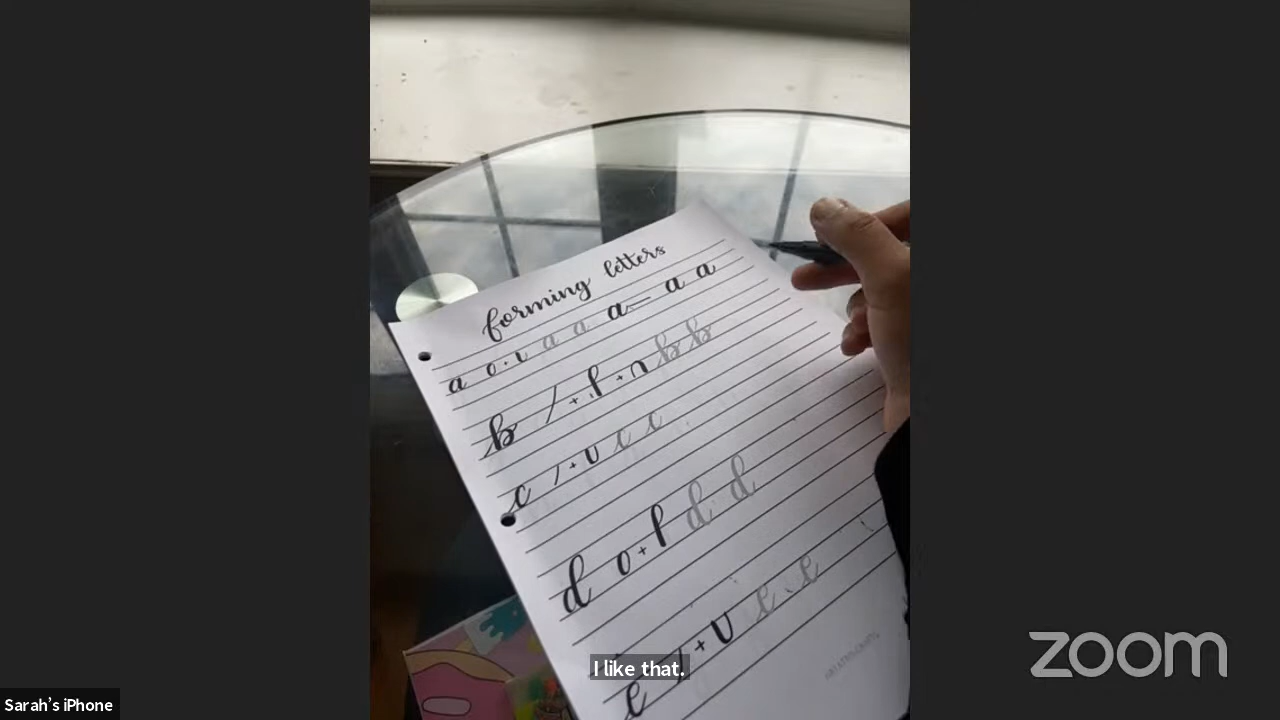 forming letters
a o + ι a a a a a
b / + l + n b b
c / + υ c c
d o + l d d
e / + υ e e
I like that.
Sarah's iPhone
zoom